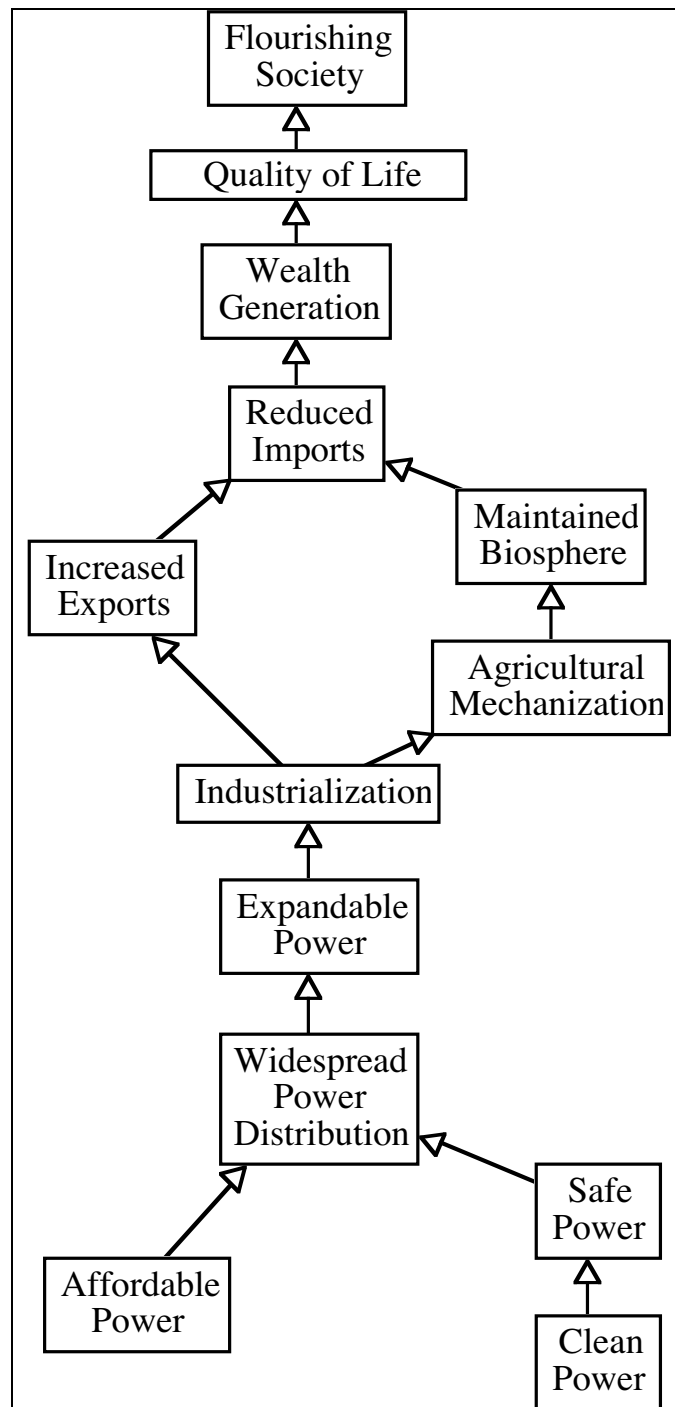 Flourishing
Society
Quality of Life
Wealth
Generation
Reduced
Imports
Maintained
Biosphere
Increased
Exports
Agricultural
Mechanization
Industrialization
Expandable
Power
Widespread
Power
Distribution
Safe
Power
Affordable
Power
Clean
Power